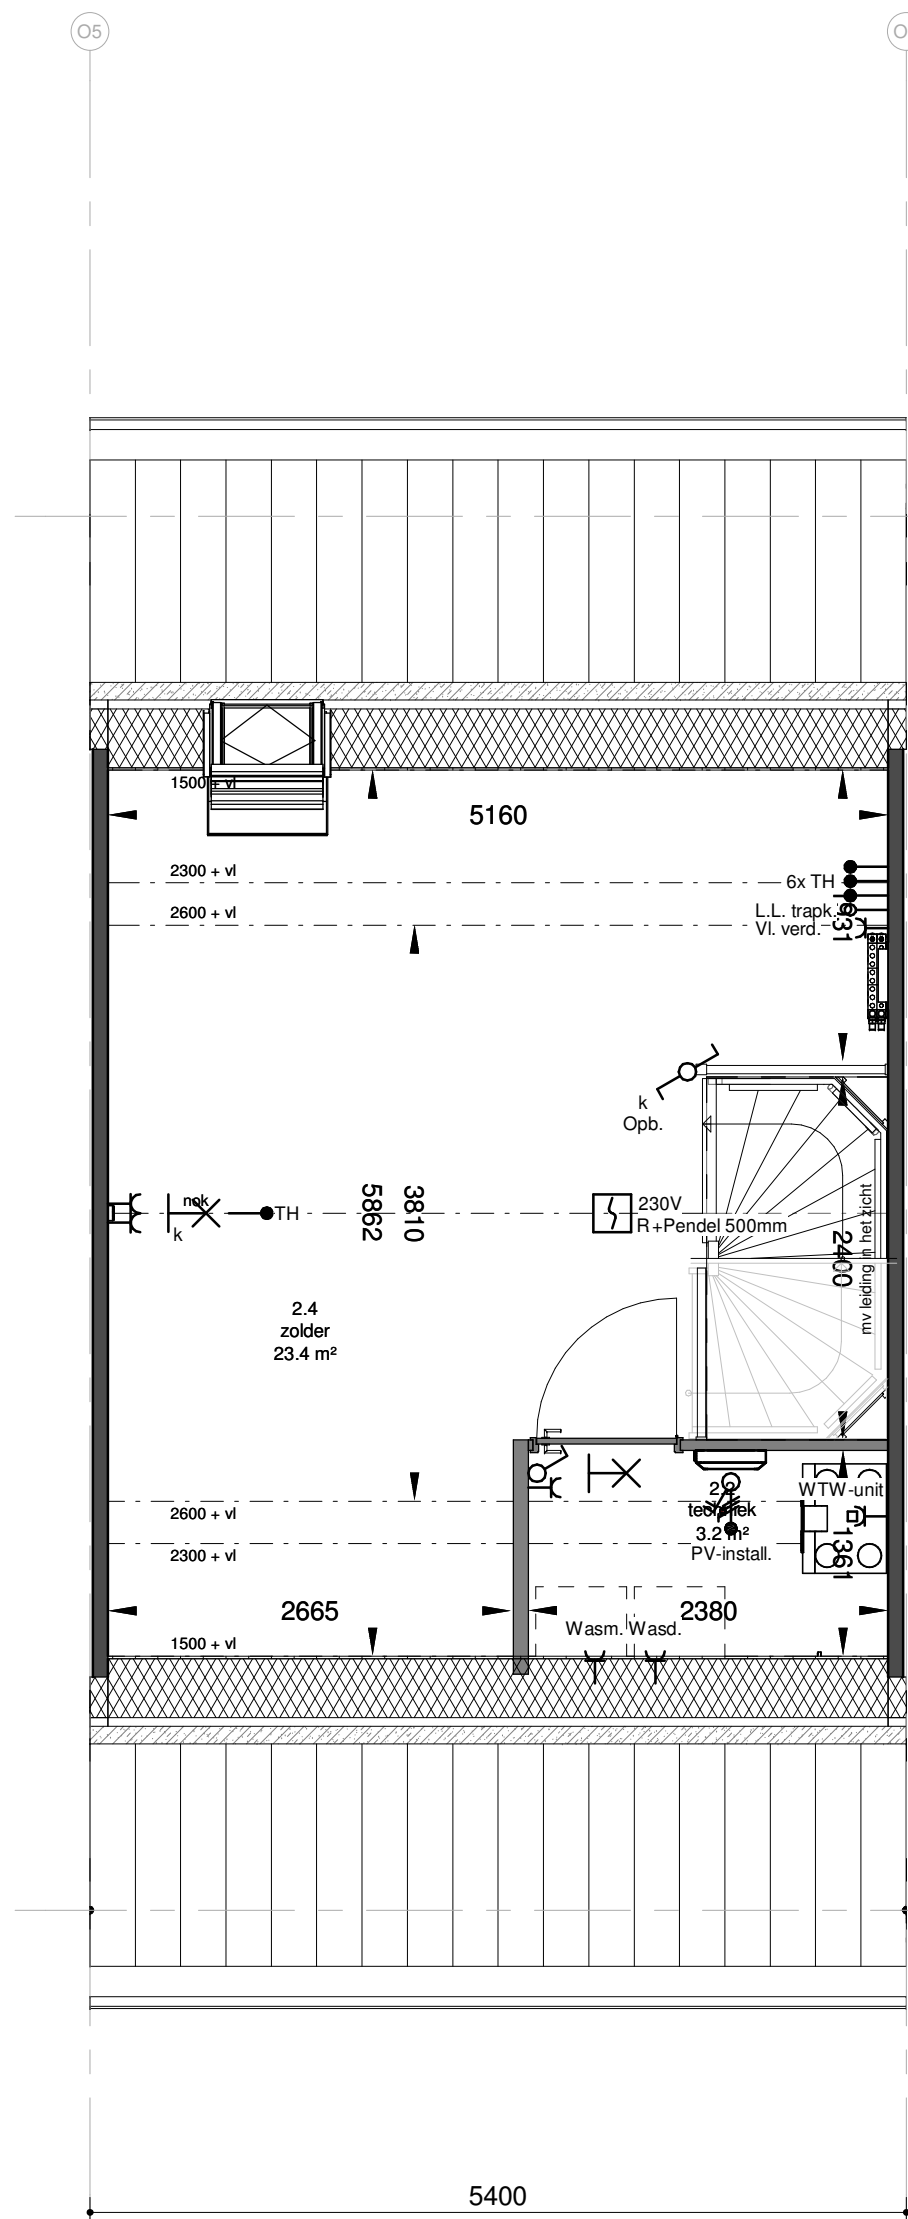 O5
O
1500 + vl
5160
2300 + vl
6x TH
2600 + vl
L.L. trapk.
Vl. verd.
k
Opb.
nok
k
TH
5862
3810
230V
R+Pendel 500mm
2400
mv leiding in het zicht
2.4
zolder
23.4 m²
2600 + vl
2300 + vl
techniek
3.2 m²
PV-install.
WTW-unit
1361
2665
2380
Wasm. Wasd.
1500 + vl
5400